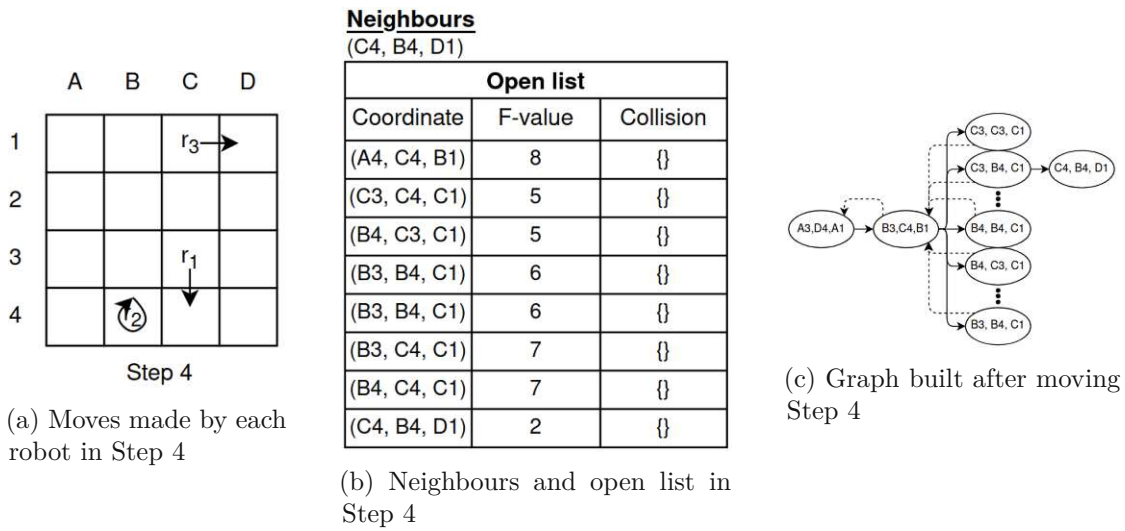 A B C D
1
2
3
4
r3
r1
r2
Step 4
(a) Moves made by each
robot in Step 4
Neighbours
(C4, B4, D1)
Open list
Coordinate F-value Collision
(A4, C4, B1) 8 {}
(C3, C4, C1) 5 {}
(B4, C3, C1) 5 {}
(B3, B4, C1) 6 {}
(B3, B4, C1) 6 {}
(B3, C4, C1) 7 {}
(B4, C4, C1) 7 {}
(C4, B4, D1) 2 {}
(b) Neighbours and open list in
Step 4
C3, C3, C1
C3, B4, C1
C4, B4, D1
A3,D4,A1
B3,C4,B1
B4, B4, C1
B4, C3, C1
B3, B4, C1
(c) Graph built after moving
Step 4